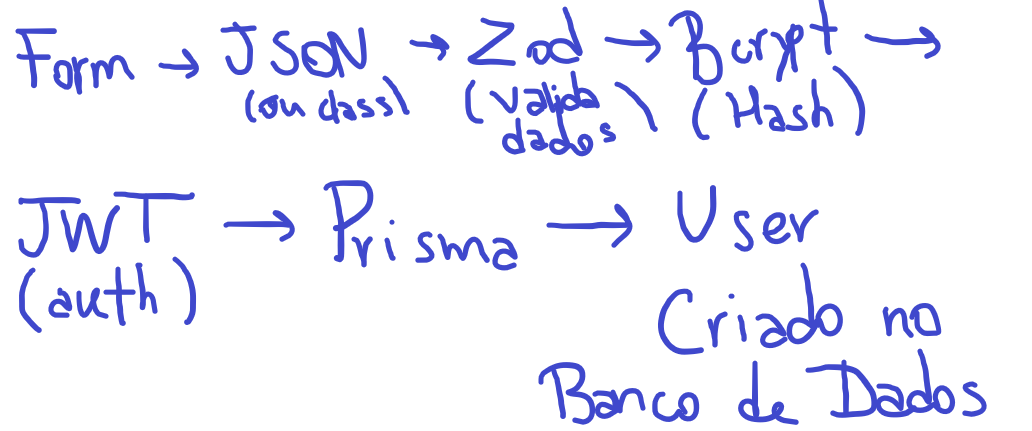 Form → JSON → Zod → Bcrypt →
(ou class) (valida dados) (Hash)
JWT → Prisma → User
(auth)
Criado no
Banco de Dados